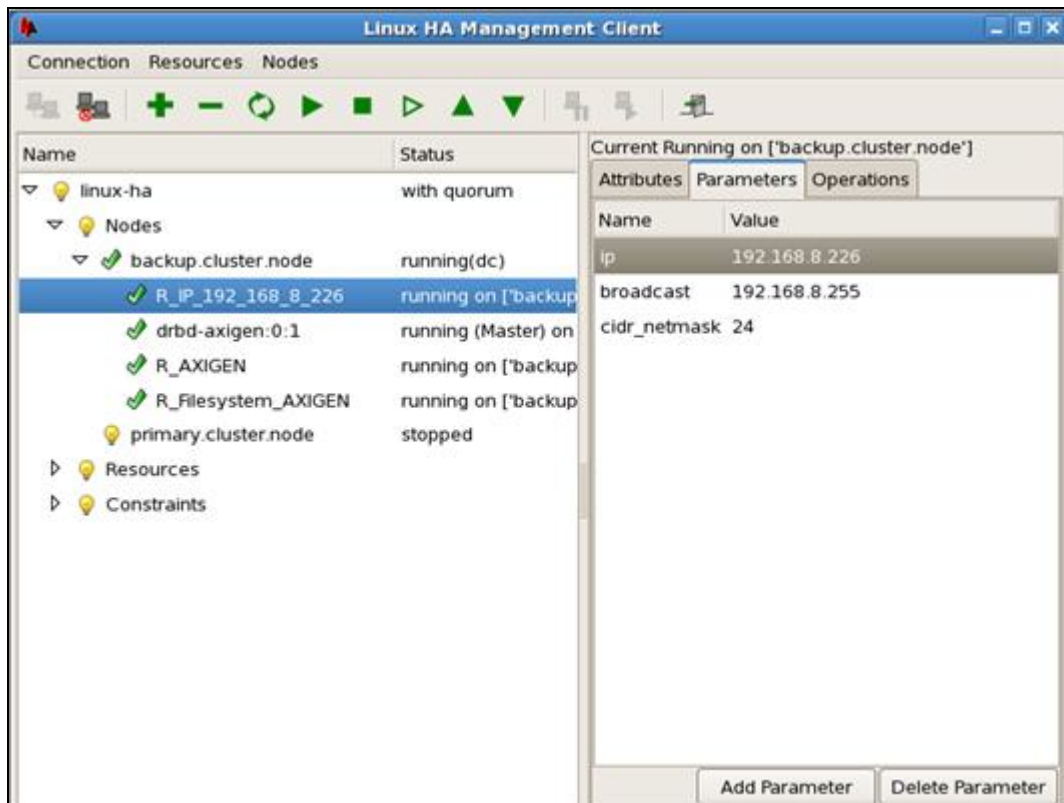 Linux HA Management Client
Connection Resources Nodes
Name Status
linux-ha with quorum
Nodes
backup.cluster.node running(dc)
R_IP_192_168_8_226 running on ['backup
drbd-axigen:0:1 running (Master) on
R_AXIGEN running on ['backup
R_Filesystem_AXIGEN running on ['backup
primary.cluster.node stopped
Resources
Constraints
Current Running on ['backup.cluster.node']
Attributes Parameters Operations
Name Value
ip 192.168.8.226
broadcast 192.168.8.255
cidr_netmask 24
Add Parameter Delete Parameter